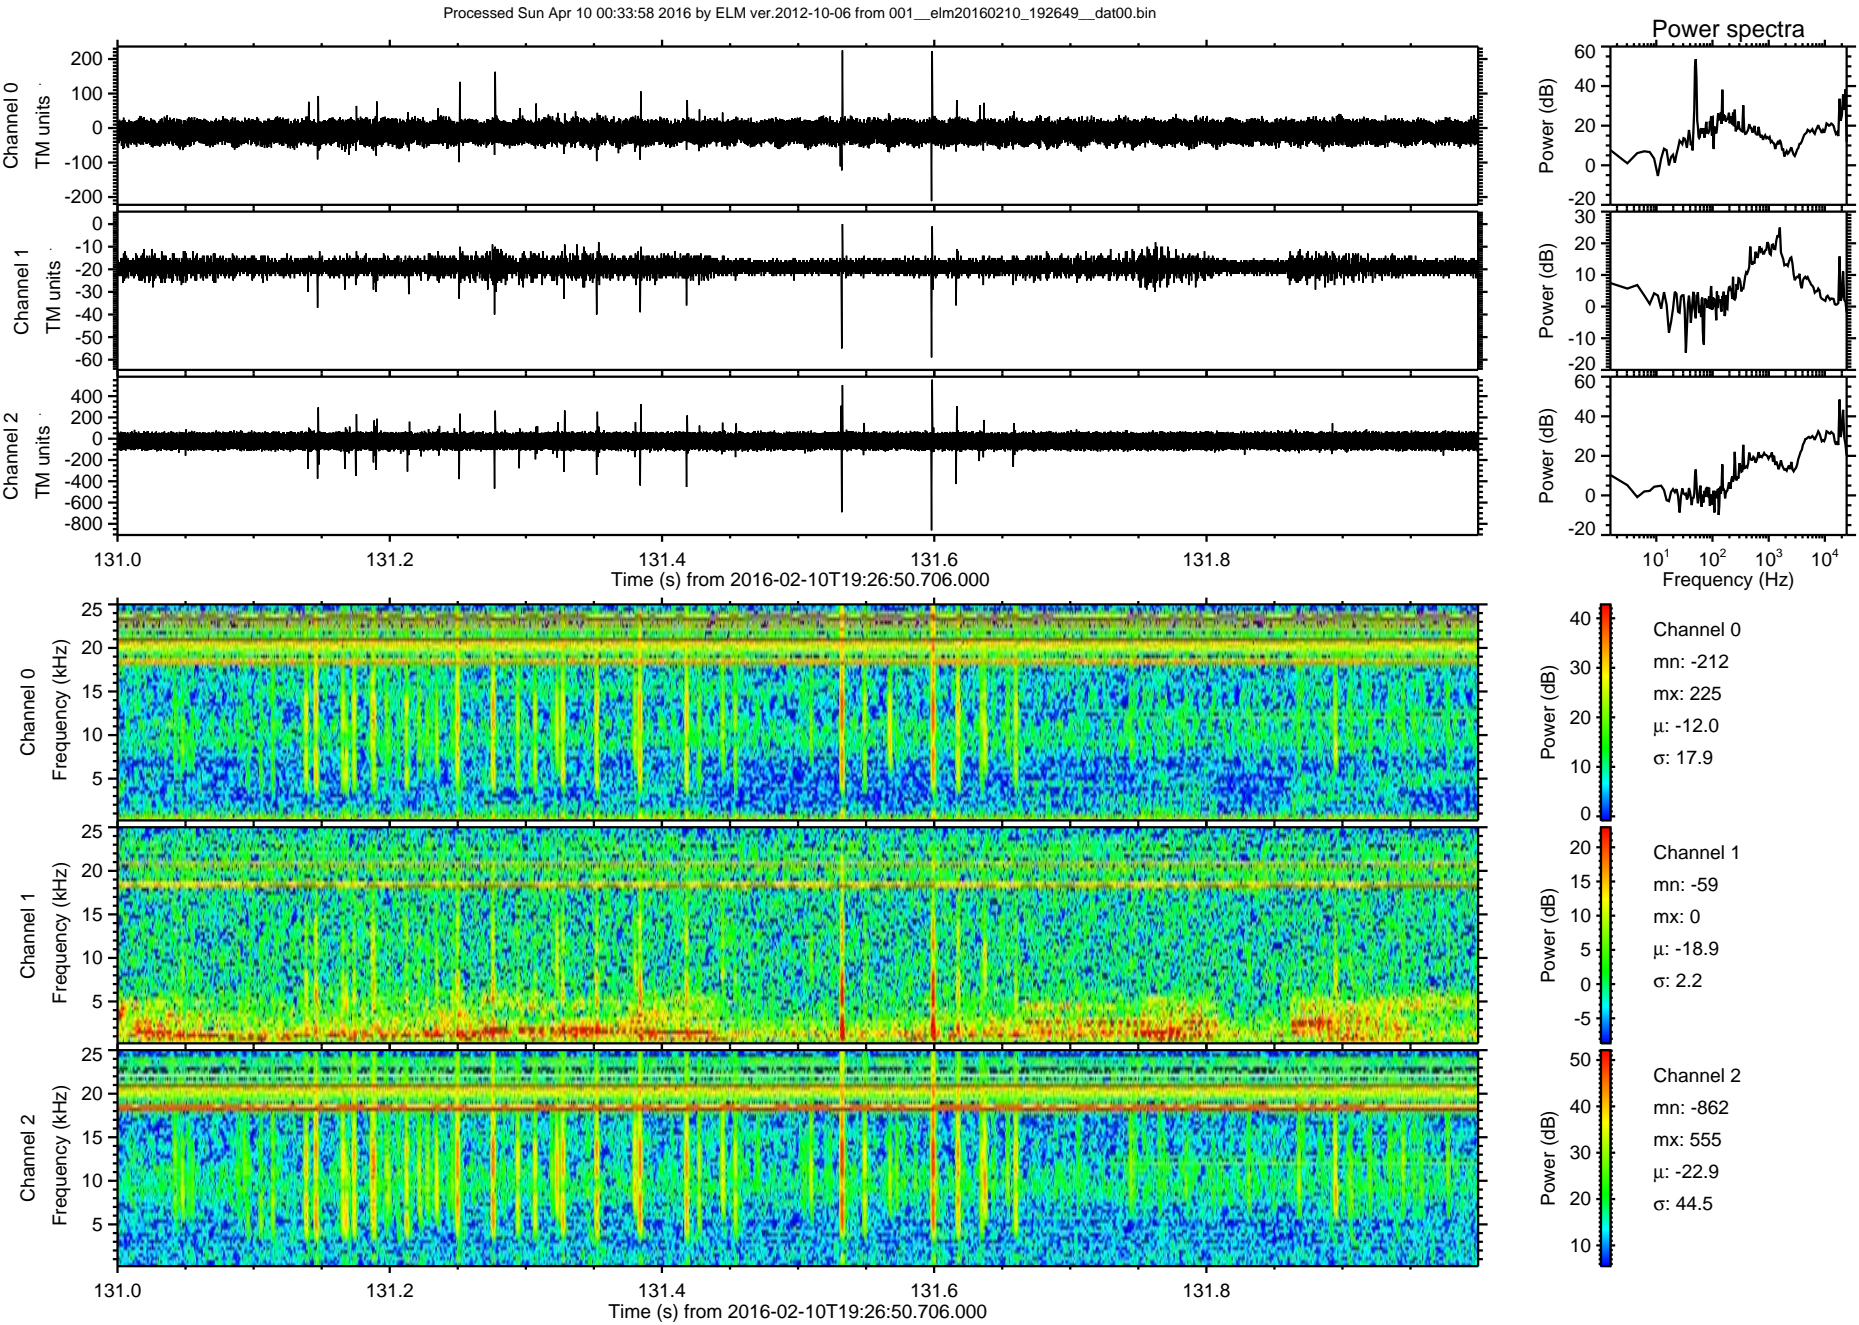 Processed Sun Apr 10 00:33:58 2016 by ELM ver.2012-10-06 from 001__elm20160210_192649__dat00.bin
Power spectra
Channel 0
TM units
200
100
0
-100
-200
Power (dB)
60
40
20
0
-20
Channel 1
TM units
0
-10
-20
-30
-40
-50
-60
Power (dB)
30
20
10
0
-10
-20
Channel 2
TM units
400
200
0
-200
-400
-600
-800
Power (dB)
60
40
20
0
-20
131.0 131.2 131.4 131.6 131.8
Time (s) from 2016-02-10T19:26:50.706.000
10¹ 10² 10³ 10⁴
Frequency (Hz)
Channel 0
Frequency (kHz)
25
20
15
10
5
Power (dB)
40
30
20
10
0
Channel 0
mn: -212
mx: 225
μ: -12.0
σ: 17.9
Channel 1
Frequency (kHz)
25
20
15
10
5
Power (dB)
20
15
10
5
0
-5
Channel 1
mn: -59
mx: 0
μ: -18.9
σ: 2.2
Channel 2
Frequency (kHz)
25
20
15
10
5
Power (dB)
50
40
30
20
10
Channel 2
mn: -862
mx: 555
μ: -22.9
σ: 44.5
131.0 131.2 131.4 131.6 131.8
Time (s) from 2016-02-10T19:26:50.706.000